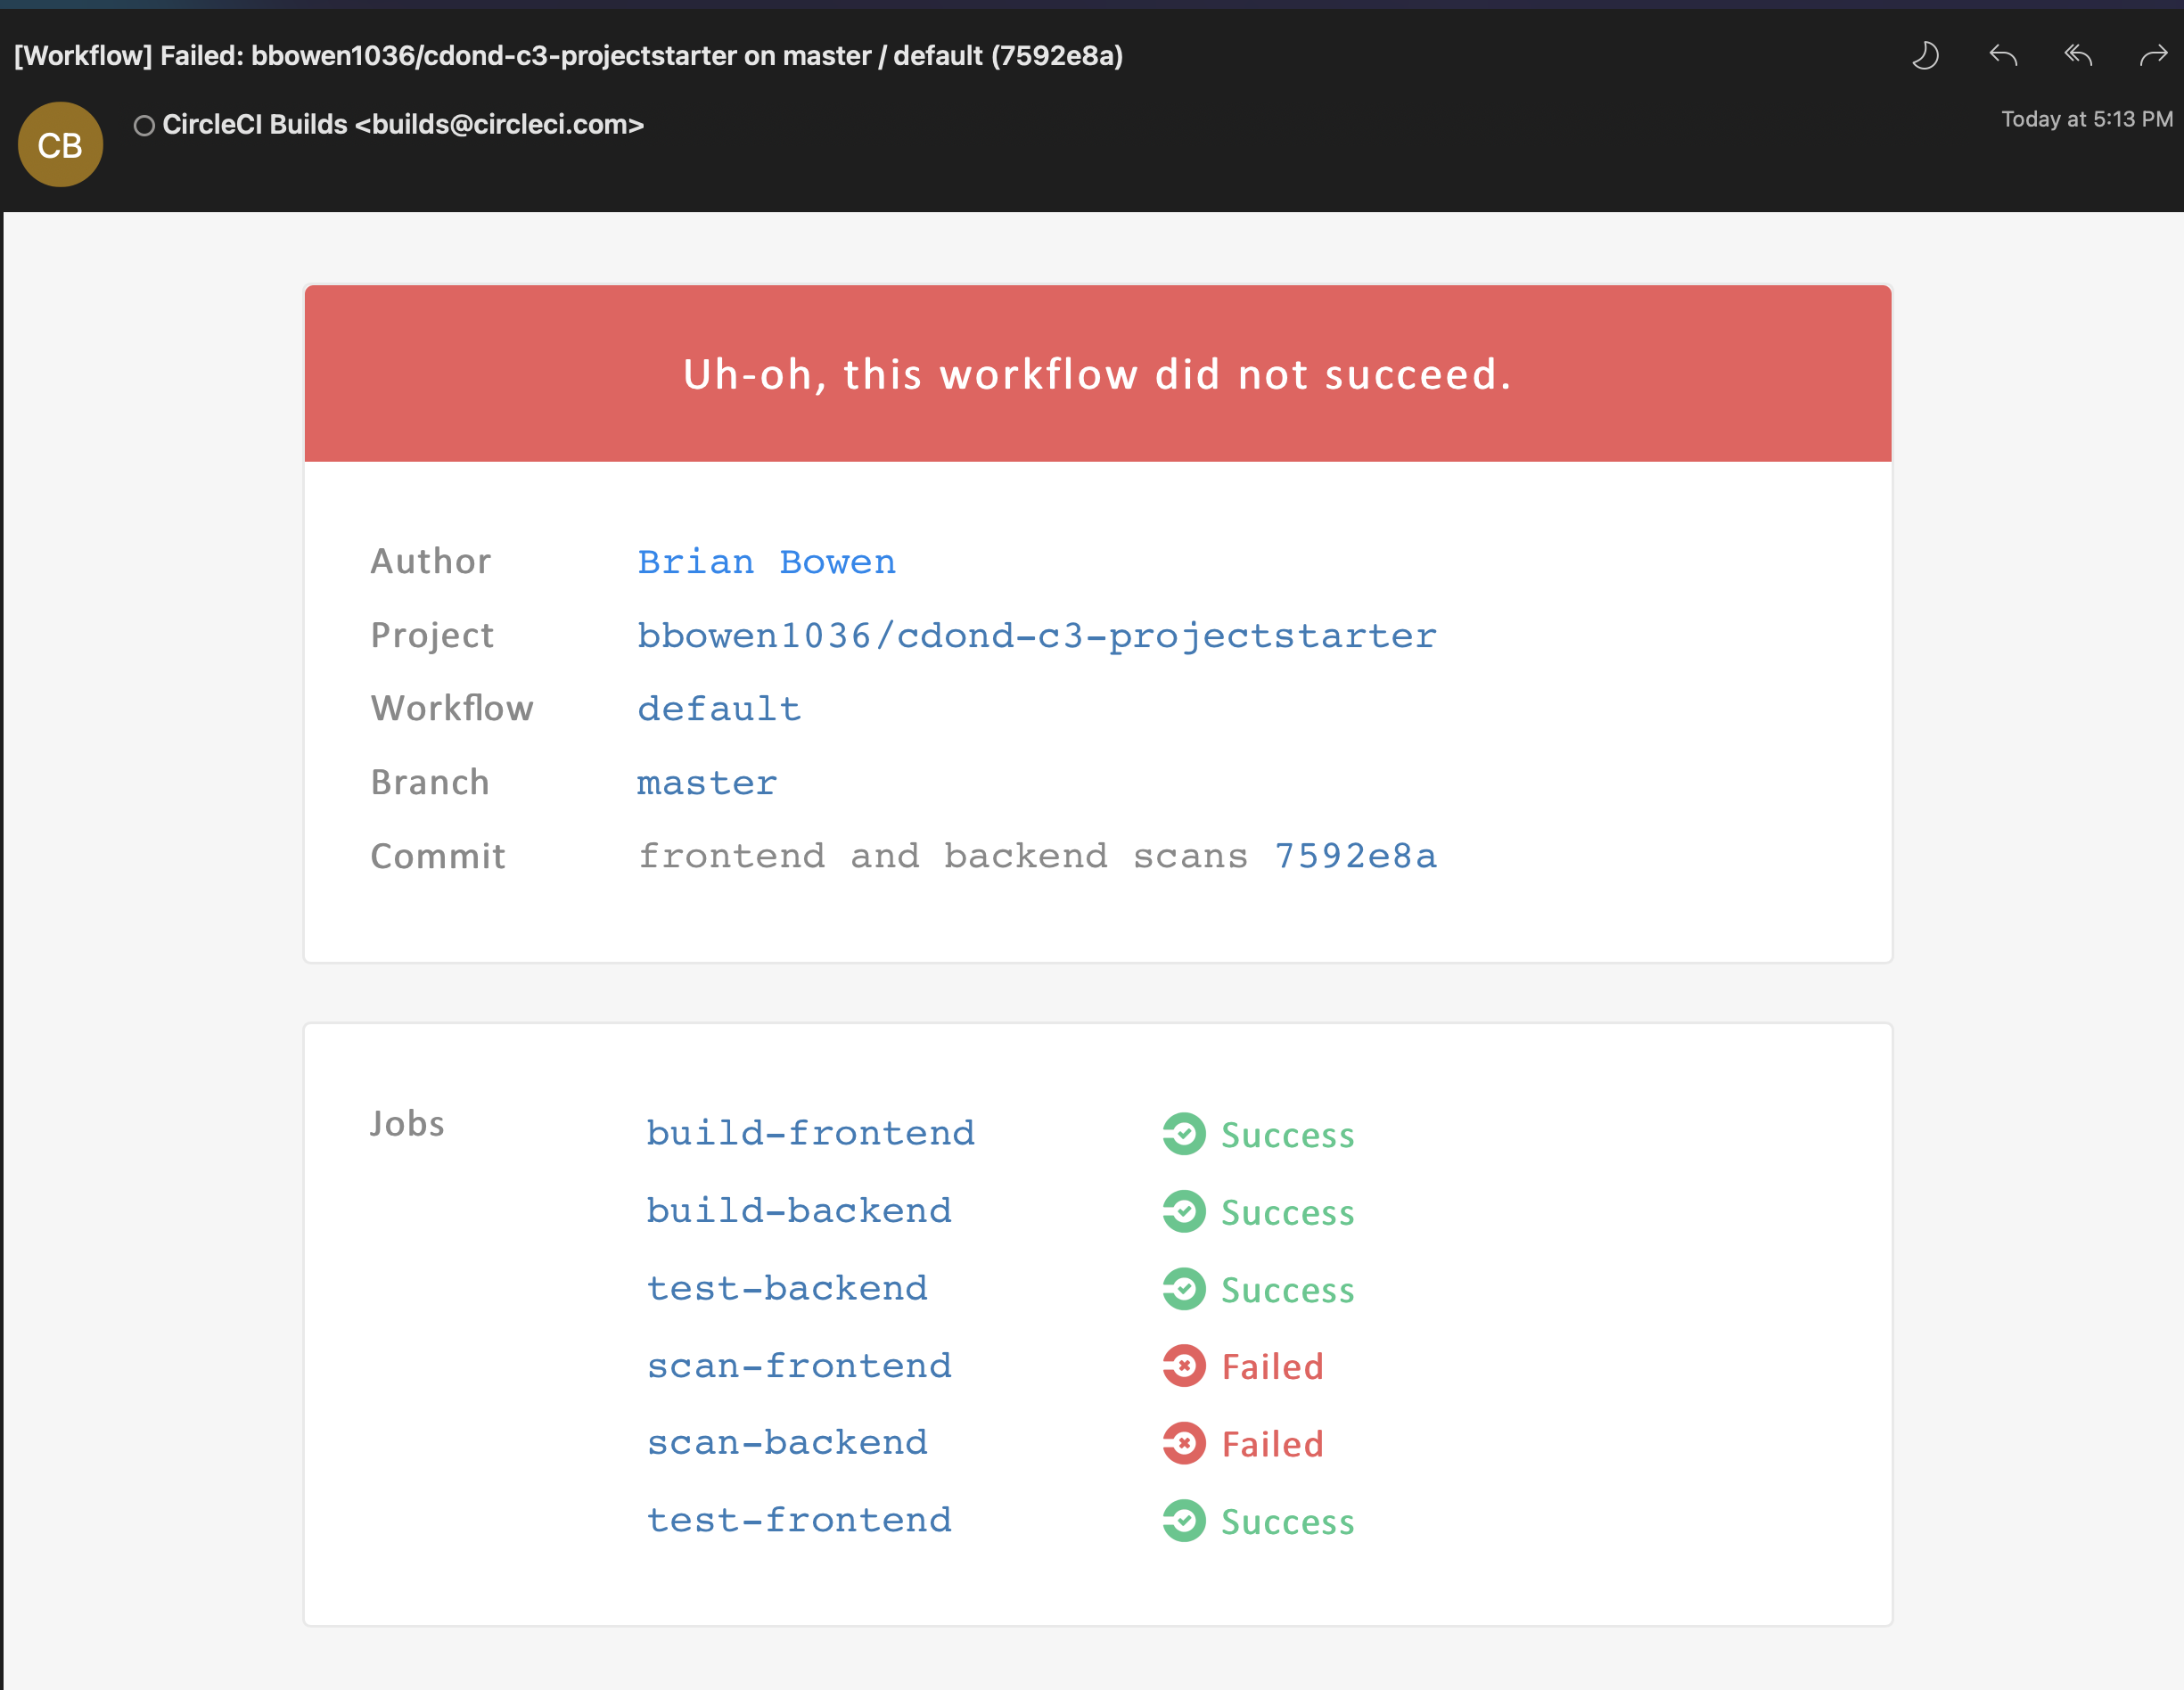 [Workflow] Failed: bbowen1036/cdond-c3-projectstarter on master / default (7592e8a)
CB
CircleCI Builds <builds@circleci.com>
Today at 5:13 PM
Uh-oh, this workflow did not succeed.
Author Brian Bowen
Project bbowen1036/cdond-c3-projectstarter
Workflow default
Branch master
Commit frontend and backend scans 7592e8a
Jobs build-frontend Success
build-backend Success
test-backend Success
scan-frontend Failed
scan-backend Failed
test-frontend Success